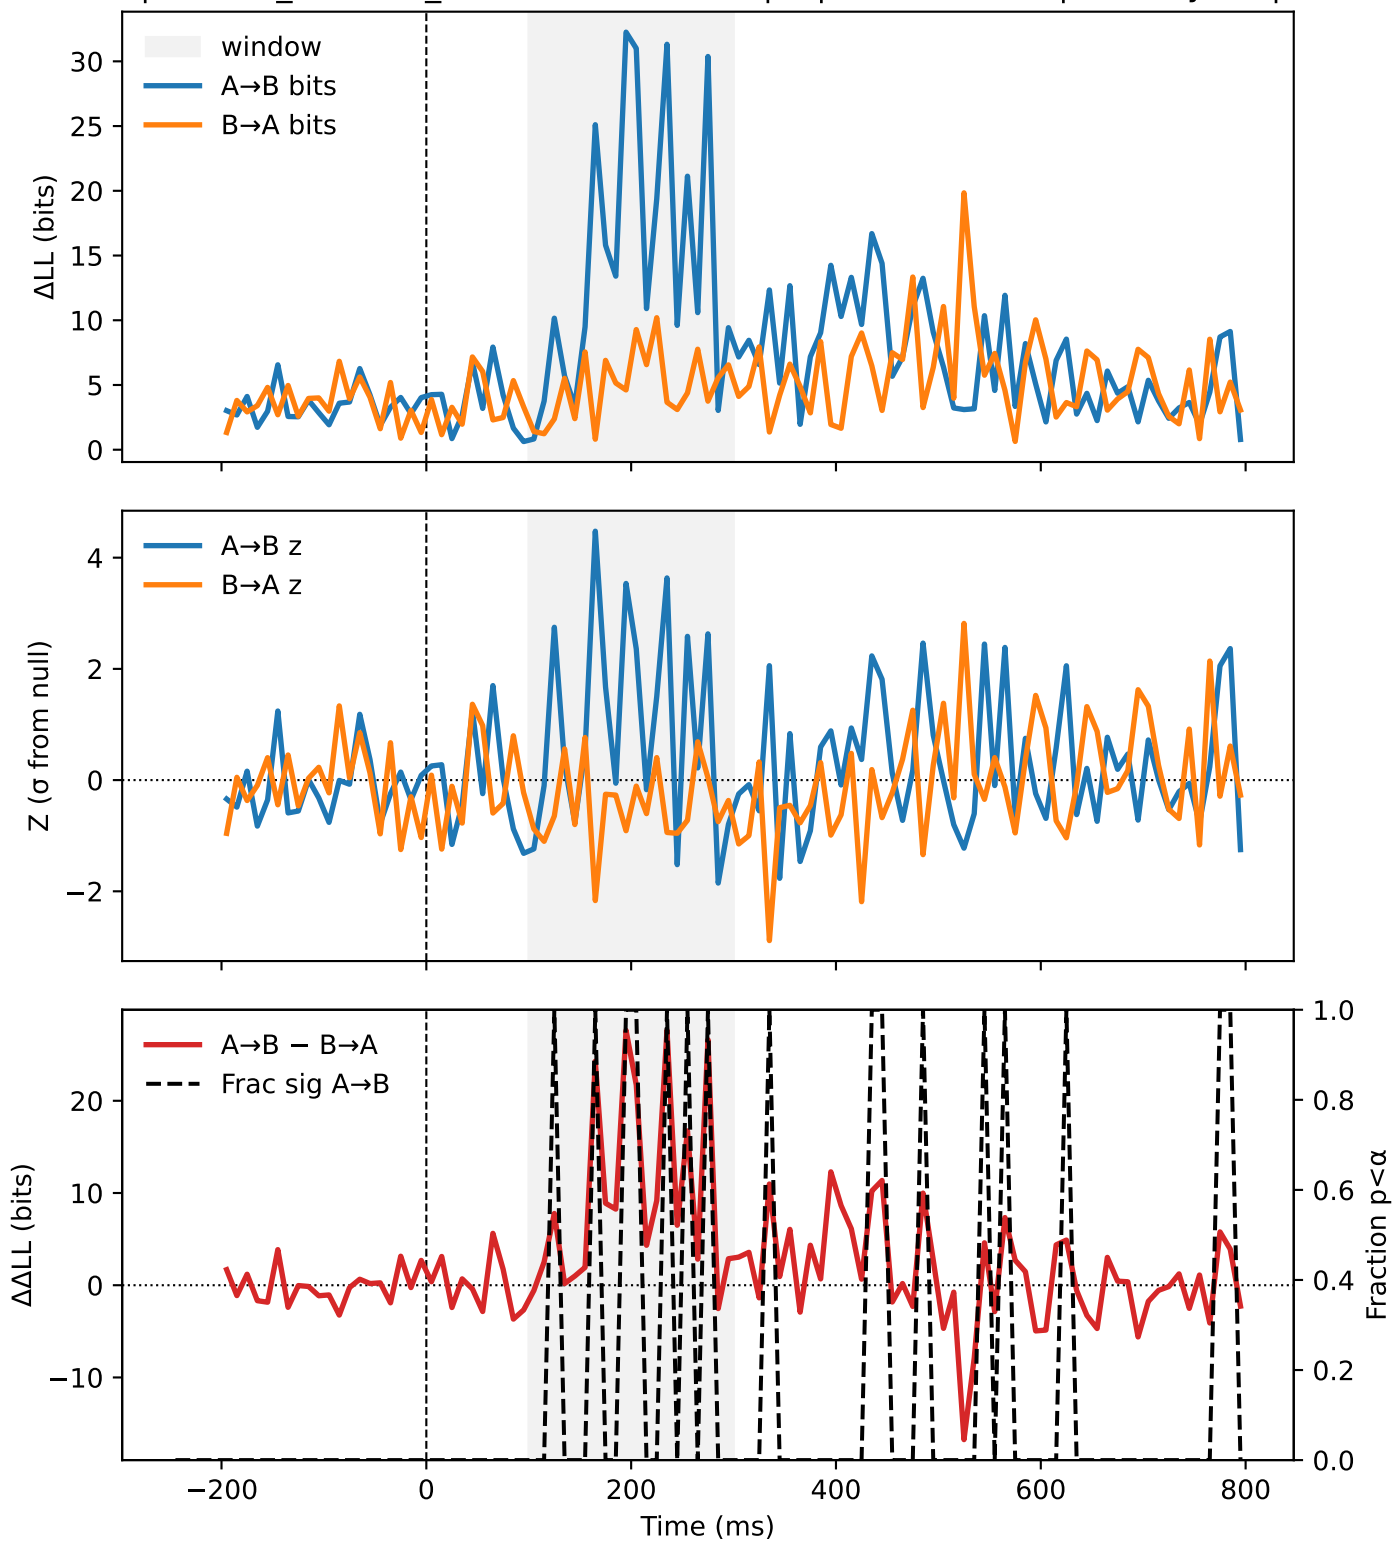 window
A→B bits
B→A bits
ΔLL (bits)
30
25
20
15
10
5
0
A→B z
B→A z
Z (σ from null)
4
2
0
−2
A→B − B→A
Frac sig A→B
ΔΔLL (bits)
20
10
0
−10
1.0
0.8
0.6
0.4
0.2
0.0
Fraction p<α
−200 0 200 400 600 800
Time (ms)